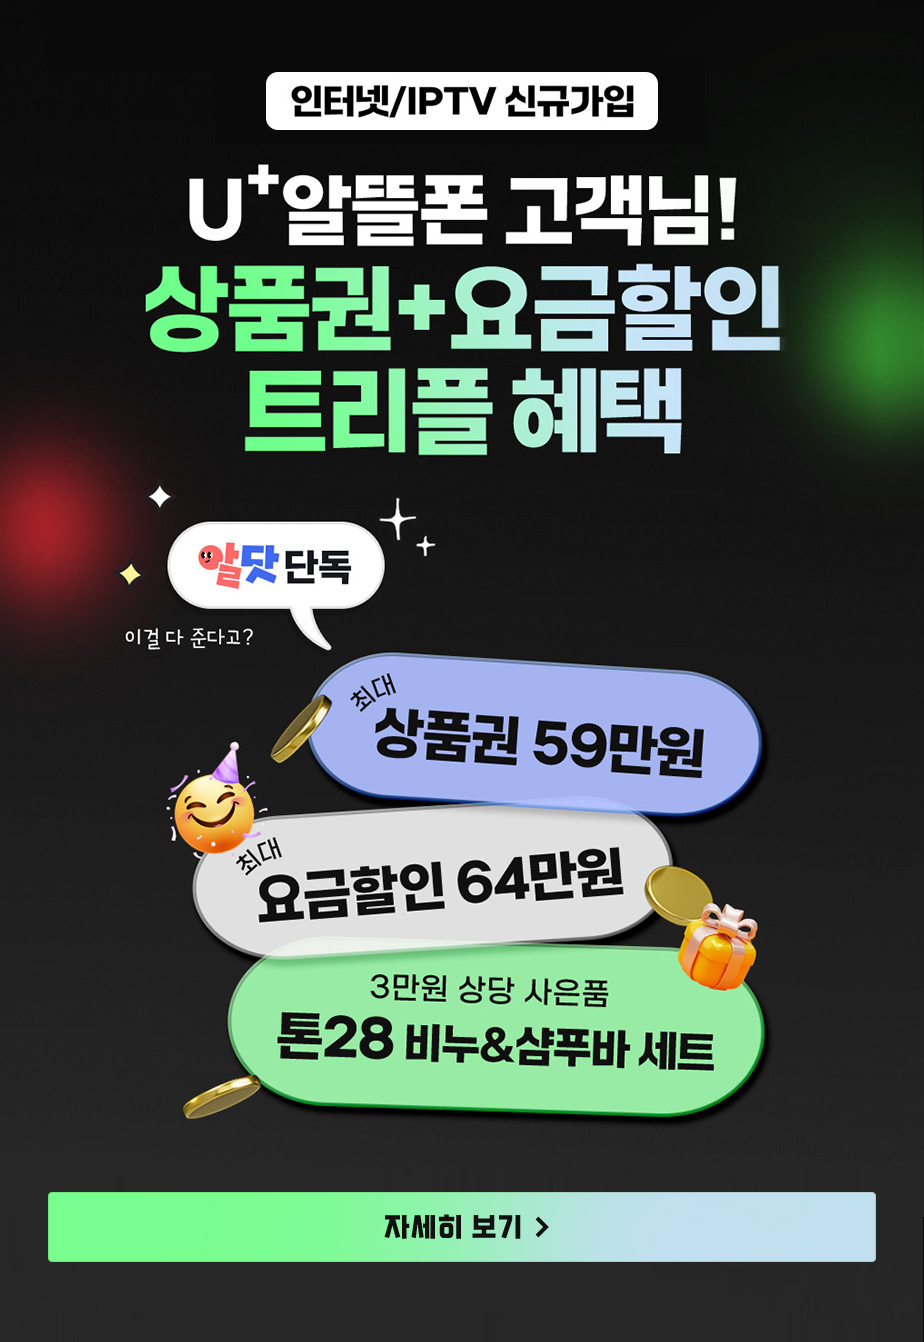 인터넷/IPTV 신규가입
U+알뜰폰 고객님!
상품권+요금할인
트리플 혜택
알닷 단독
이걸 다 준다고?
최대
상품권 59만원
최대
요금할인 64만원
3만원 상당 사은품
톤28 비누&샴푸바 세트
자세히 보기 >